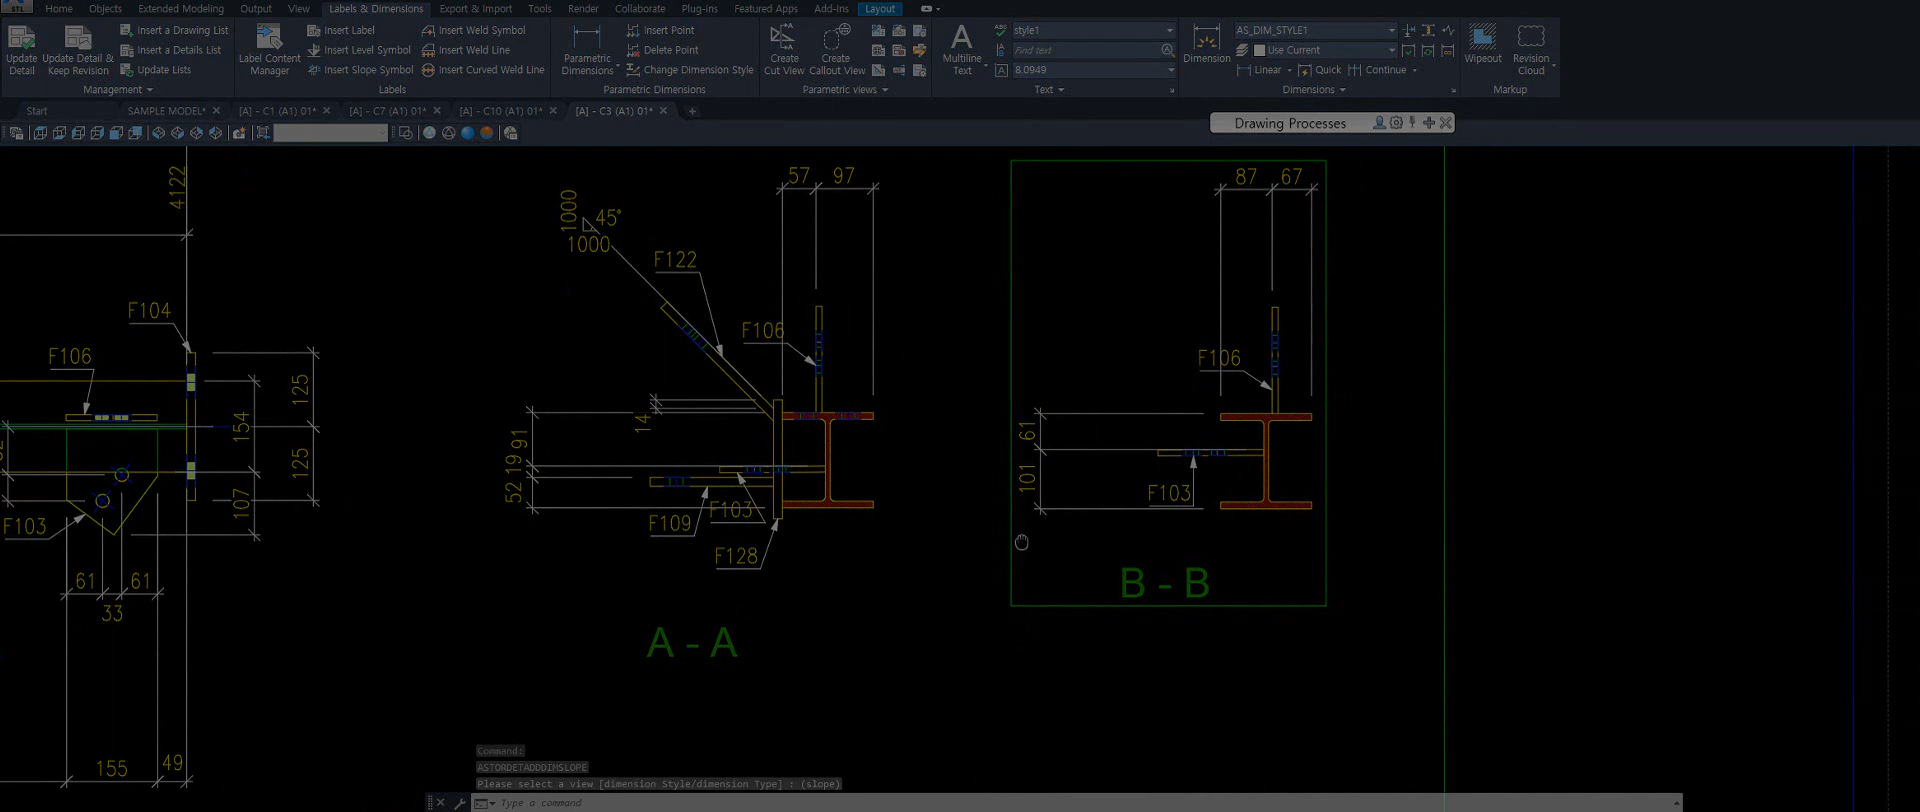 STL
Home Objects Extended Modeling Output View Labels & Dimensions Export & Import Tools Render Collaborate Plug-ins Featured Apps Add-Ins Layout
Update Detail
Update Detail & Keep Revision
Insert a Drawing List
Insert a Details List
Update Lists
Management
Label Content Manager
Insert Label
Insert Level Symbol
Insert Slope Symbol
Insert Weld Symbol
Insert Weld Line
Insert Curved Weld Line
Labels
Parametric Dimensions
Insert Point
Delete Point
Change Dimension Style
Parametric Dimensions
Create Cut View
Create Callout View
Parametric views
A
Multiline Text
ABC
style1
Find text
8.0949
Text
Dimension
AS_DIM_STYLE1
Use Current
Linear
Quick
Continue
Dimensions
Wipeout
Revision Cloud
Markup
Start
SAMPLE MODEL*
[A] - C1 (A1) 01*
[A] - C7 (A1) 01*
[A] - C10 (A1) 01*
[A] - C3 (A1) 01*
Drawing Processes
4122
F104
F106
125
154
125
107
F103
61
61
33
155
49
1000
45°
1000
57
97
F122
F106
14
91
19
52
F103
F109
F128
A - A
87
67
F106
61
101
F103
B - B
Command:
ASTORDETADDDIMSLOPE
Please select a view [dimension Style/dimension Type] : (slope)
Type a command